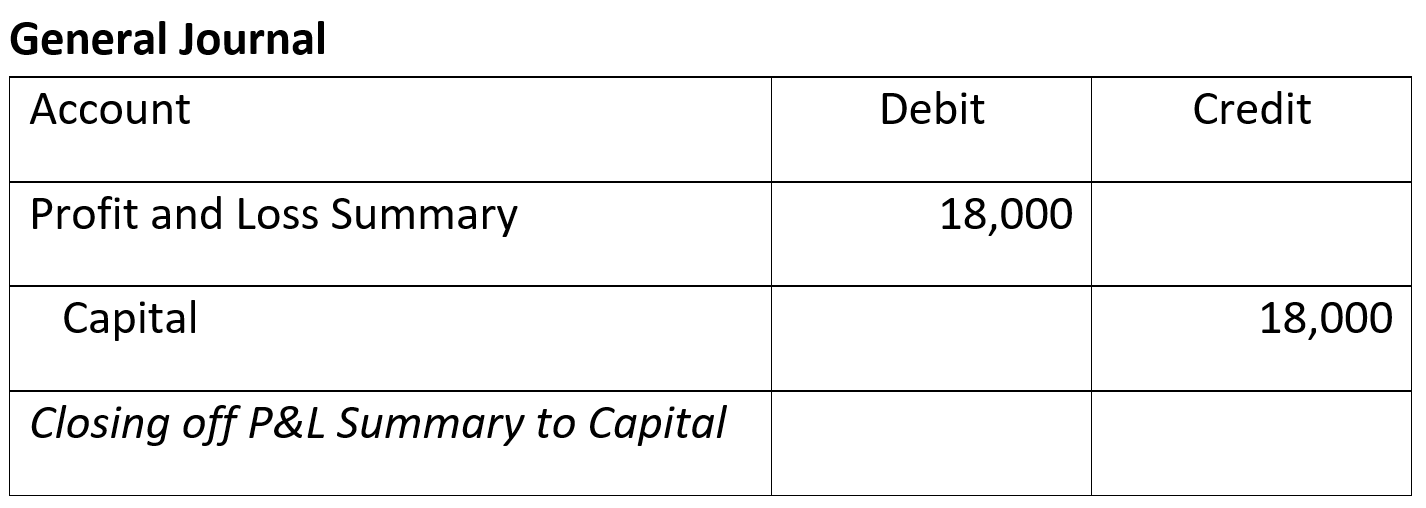 General Journal
Account Debit Credit
Profit and Loss Summary 18,000
Capital 18,000
Closing off P&L Summary to Capital